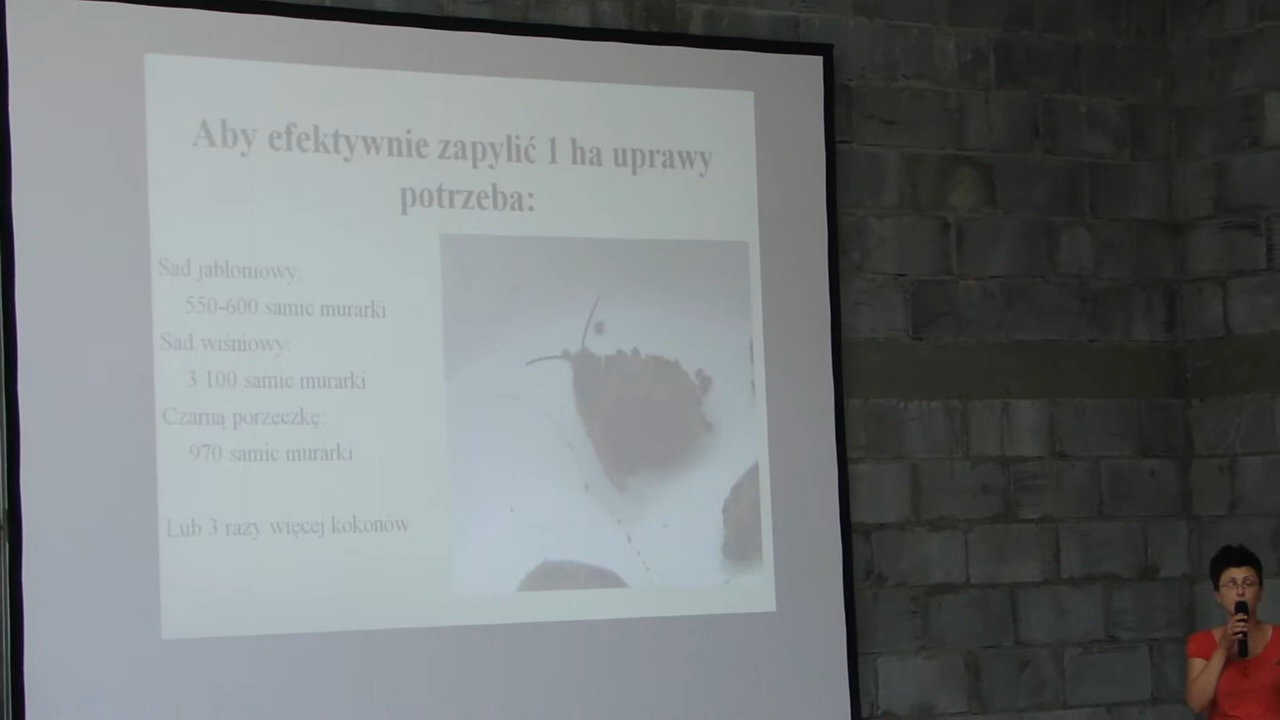 Aby efektywnie zapylić 1 ha uprawy
potrzeba:
Sad jabłoniowy:
550-600 samic murarki
Sad wiśniowy:
3 100 samic murarki
Czarną porzeczkę:
970 samic murarki
Lub 3 razy więcej kokonów